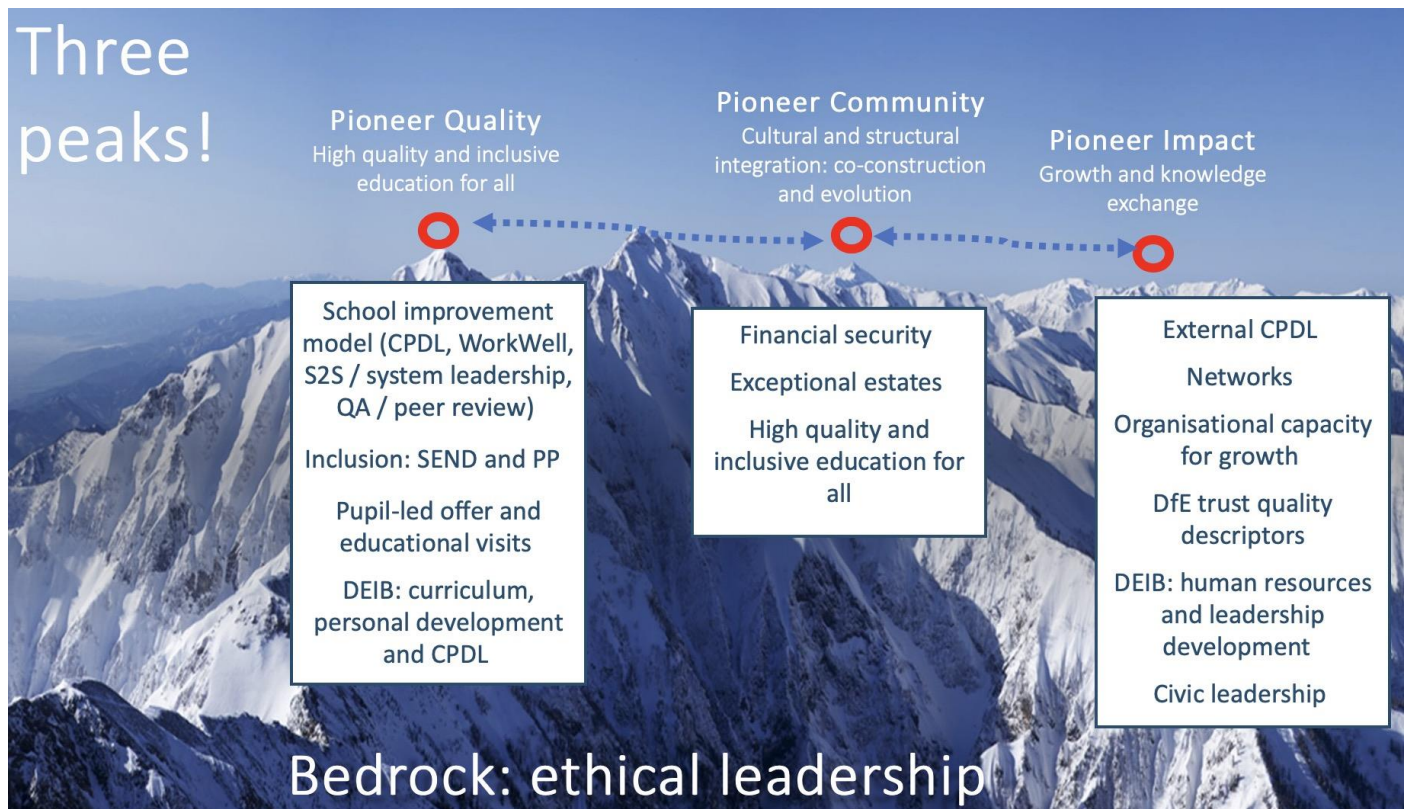 Three
peaks!
Pioneer Quality
High quality and inclusive
education for all
Pioneer Community
Cultural and structural
integration: co-construction
and evolution
Pioneer Impact
Growth and knowledge
exchange
School improvement
model (CPDL, WorkWell,
S2S / system leadership,
QA / peer review)
Inclusion: SEND and PP
Pupil-led offer and
educational visits
DEIB: curriculum,
personal development
and CPDL
Financial security
Exceptional estates
High quality and
inclusive education for
all
External CPDL
Networks
Organisational capacity
for growth
DfE trust quality
descriptors
DEIB: human resources
and leadership
development
Civic leadership
Bedrock: ethical leadership